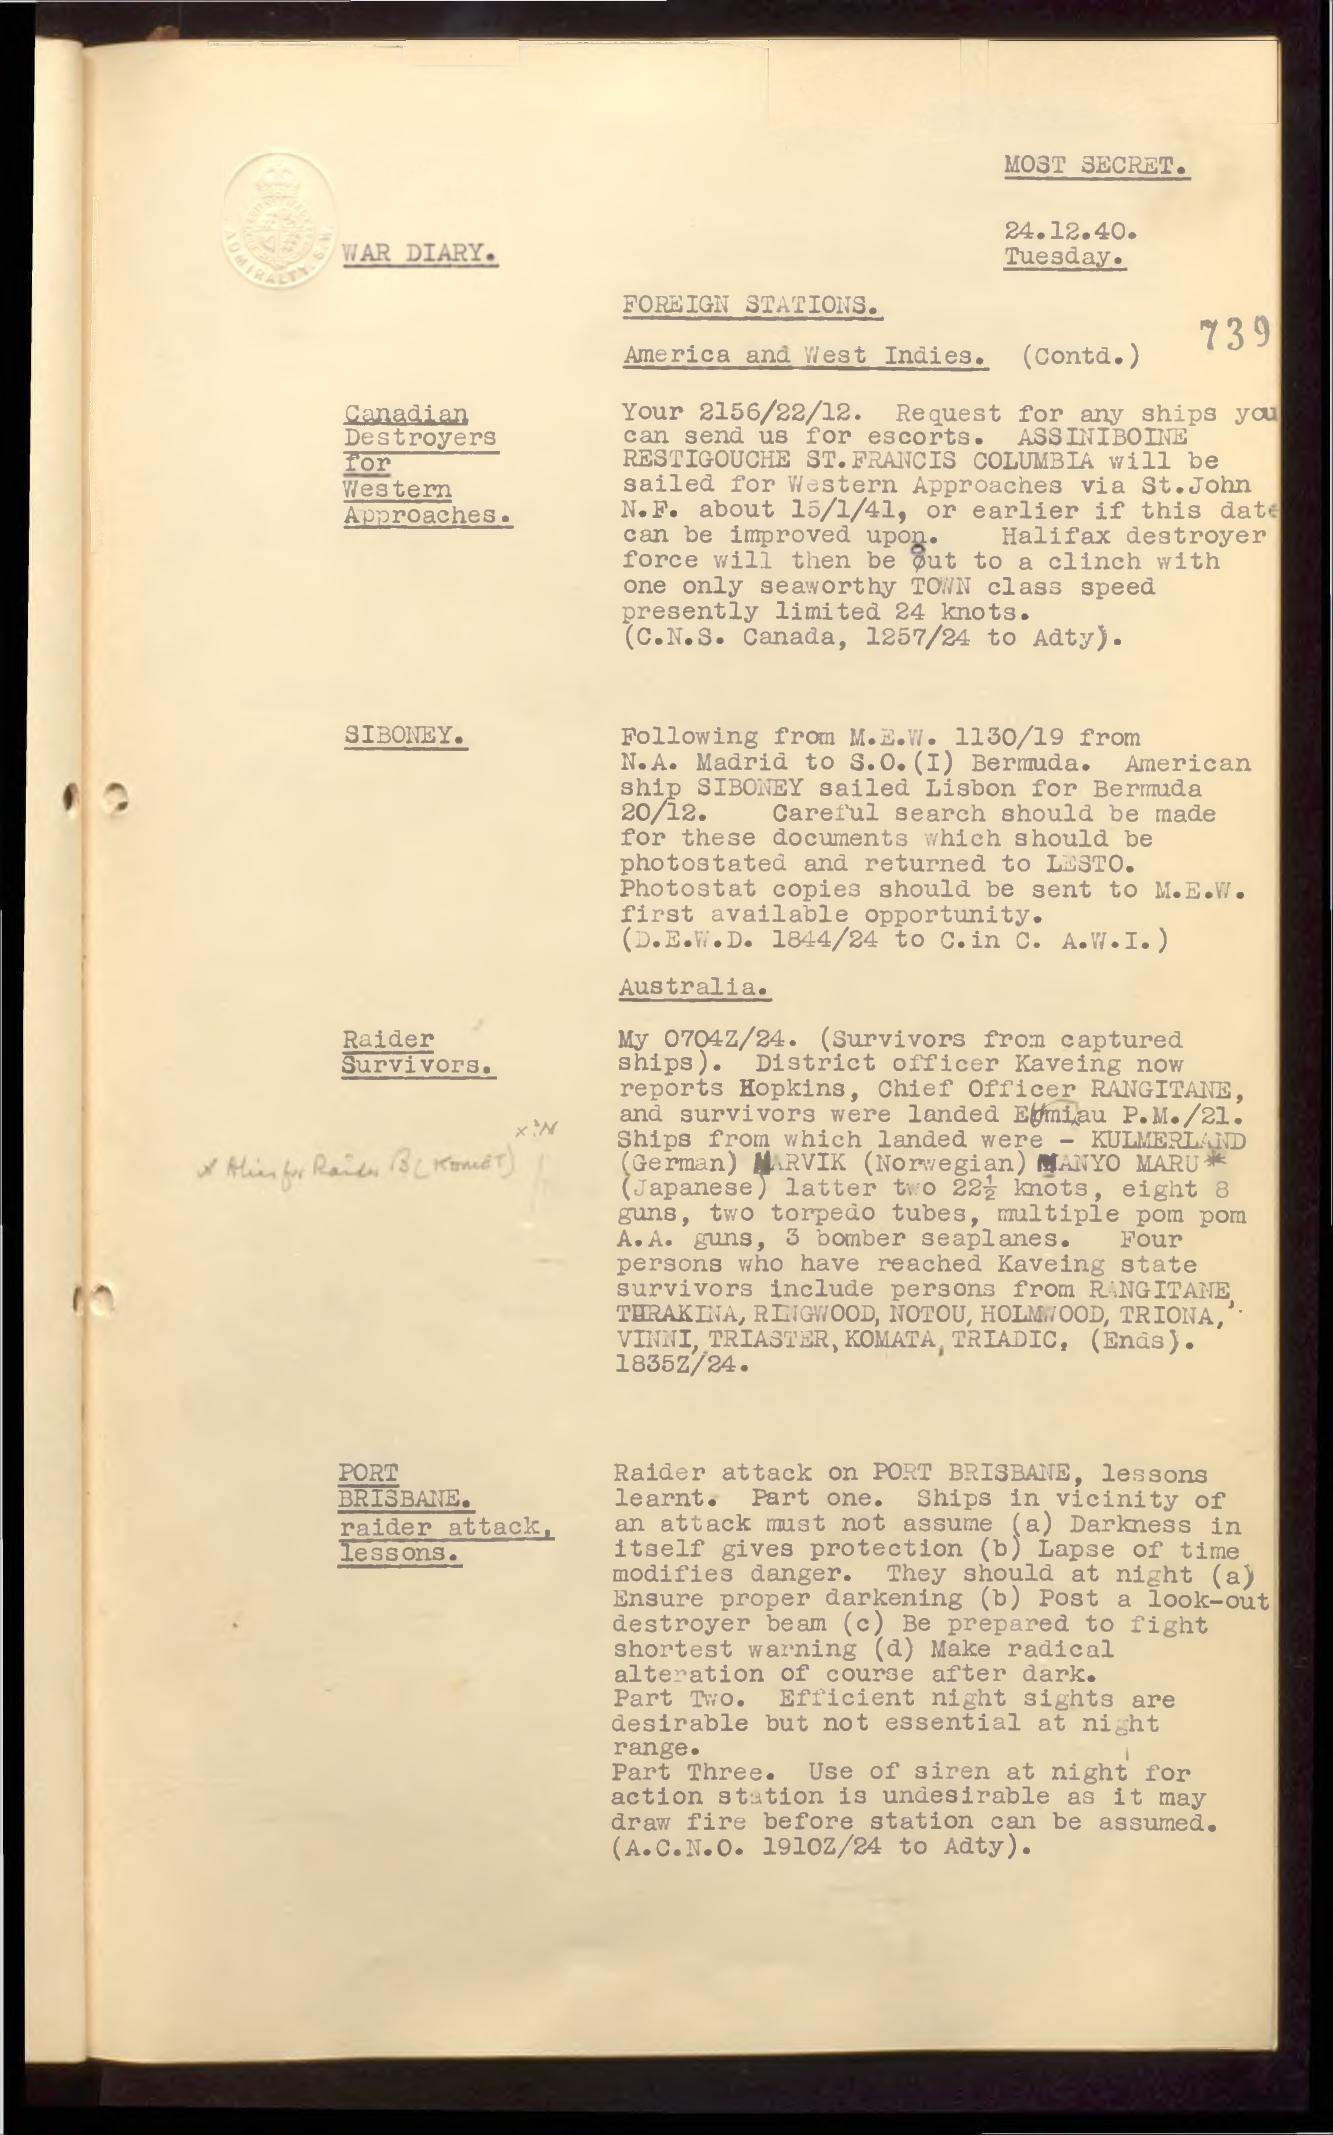 MOST SECRET.
24.12.40.
Tuesday.
ADMIRALTY. S.W.
WAR DIARY.
FOREIGN STATIONS.
739
America and West Indies. (Contd.)
Canadian
Destroyers
for
Western
Approaches.
Your 2156/22/12. Request for any ships you
can send us for escorts. ASSINIBOINE
RESTIGOUCHE ST.FRANCIS COLUMBIA will be
sailed for Western Approaches via St.John
N.F. about 15/1/41, or earlier if this date
can be improved upon. Halifax destroyer
force will then be put to a clinch with
one only seaworthy TOWN class speed
presently limited 24 knots.
(C.N.S. Canada, 1257/24 to Adty).
SIBONEY.
Following from M.E.W. 1130/19 from
N.A. Madrid to S.O.(I) Bermuda. American
ship SIBONEY sailed Lisbon for Bermuda
20/12. Careful search should be made
for these documents which should be
photostated and returned to LESTO.
Photostat copies should be sent to M.E.W.
first available opportunity.
(D.E.W.D. 1844/24 to C.in C. A.W.I.)
Australia.
Raider
Survivors.
My 0704Z/24. (Survivors from captured
ships). District officer Kaveing now
reports Hopkins, Chief Officer RANGITANE,
and survivors were landed Emilau P.M./21.
Ships from which landed were - KULMERLAND
(German) MARVIK (Norwegian) MANYO MARU*
(Japanese) latter two 22½ knots, eight 8
guns, two torpedo tubes, multiple pom pom
A.A. guns, 3 bomber seaplanes. Four
persons who have reached Kaveing state
survivors include persons from RANGITANE,
TURAKINA, RINGWOOD, NOTOU, HOLMWOOD, TRIONA,
VINNI, TRIASTER, KOMATA, TRIADIC, (Ends).
1835Z/24.
x Alias for Raider B (KOMET)
PORT
BRISBANE.
raider attack,
lessons.
Raider attack on PORT BRISBANE, lessons
learnt. Part one. Ships in vicinity of
an attack must not assume (a) Darkness in
itself gives protection (b) Lapse of time
modifies danger. They should at night (a)
Ensure proper darkening (b) Post a look-out
destroyer beam (c) Be prepared to fight
shortest warning (d) Make radical
alteration of course after dark.
Part Two. Efficient night sights are
desirable but not essential at night
range.
Part Three. Use of siren at night for
action station is undesirable as it may
draw fire before station can be assumed.
(A.C.N.O. 1910Z/24 to Adty).